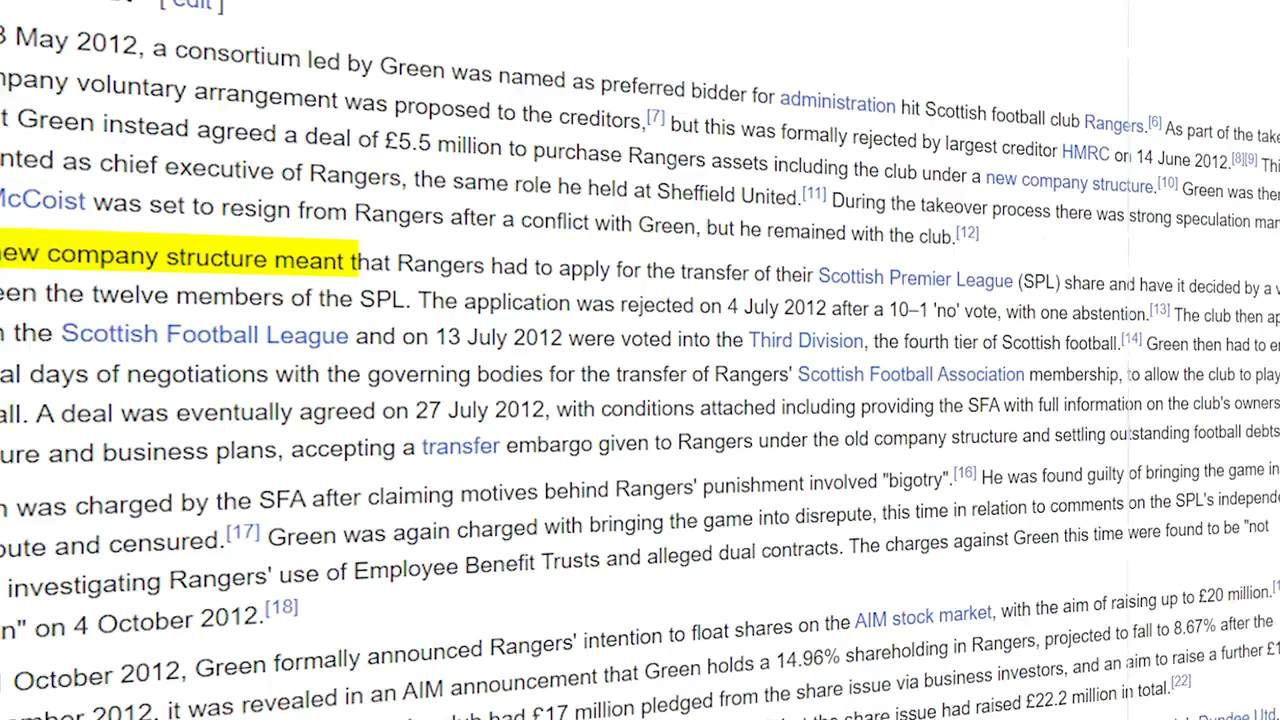 [ edit ]
May 2012, a consortium led by Green was named as preferred bidder for administration hit Scottish football club Rangers.[6] As part of the
voluntary arrangement was proposed to the creditors,[7] but this was formally rejected by largest creditor HMRC on 14 June 2012.[8][9]
Green instead agreed a deal of £5.5 million to purchase Rangers assets including the club under a new company structure.[10] Green was
as chief executive of Rangers, the same role he held at Sheffield United.[11] During the takeover process there was strong speculation
McCoist was set to resign from Rangers after a conflict with Green, but he remained with the club.[12]
new company structure meant that Rangers had to apply for the transfer of their Scottish Premier League (SPL) share and have it decided by a
the twelve members of the SPL. The application was rejected on 4 July 2012 after a 10–1 'no' vote, with one abstention.[13] The club then
the Scottish Football League and on 13 July 2012 were voted into the Third Division, the fourth tier of Scottish football.[14] Green then had to
days of negotiations with the governing bodies for the transfer of Rangers' Scottish Football Association membership, to allow the club to play
A deal was eventually agreed on 27 July 2012, with conditions attached including providing the SFA with full information on the club's owners
and business plans, accepting a transfer embargo given to Rangers under the old company structure and settling outstanding football debts
was charged by the SFA after claiming motives behind Rangers' punishment involved "bigotry".[16] He was found guilty of bringing the game
and censured.[17] Green was again charged with bringing the game into disrepute, this time in relation to comments on the SPL's
investigating Rangers' use of Employee Benefit Trusts and alleged dual contracts. The charges against Green this time were found to be "not
on 4 October 2012.[18]
October 2012, Green formally announced Rangers' intention to float shares on the AIM stock market, with the aim of raising up to £20 million.
2012, it was revealed in an AIM announcement that Green holds a 14.96% shareholding in Rangers, projected to fall to 8.67% after the
had £17 million pledged from the share issue via business investors, and an aim to raise a further
share issue had raised £22.2 million in total.[22]
Dundee Utd